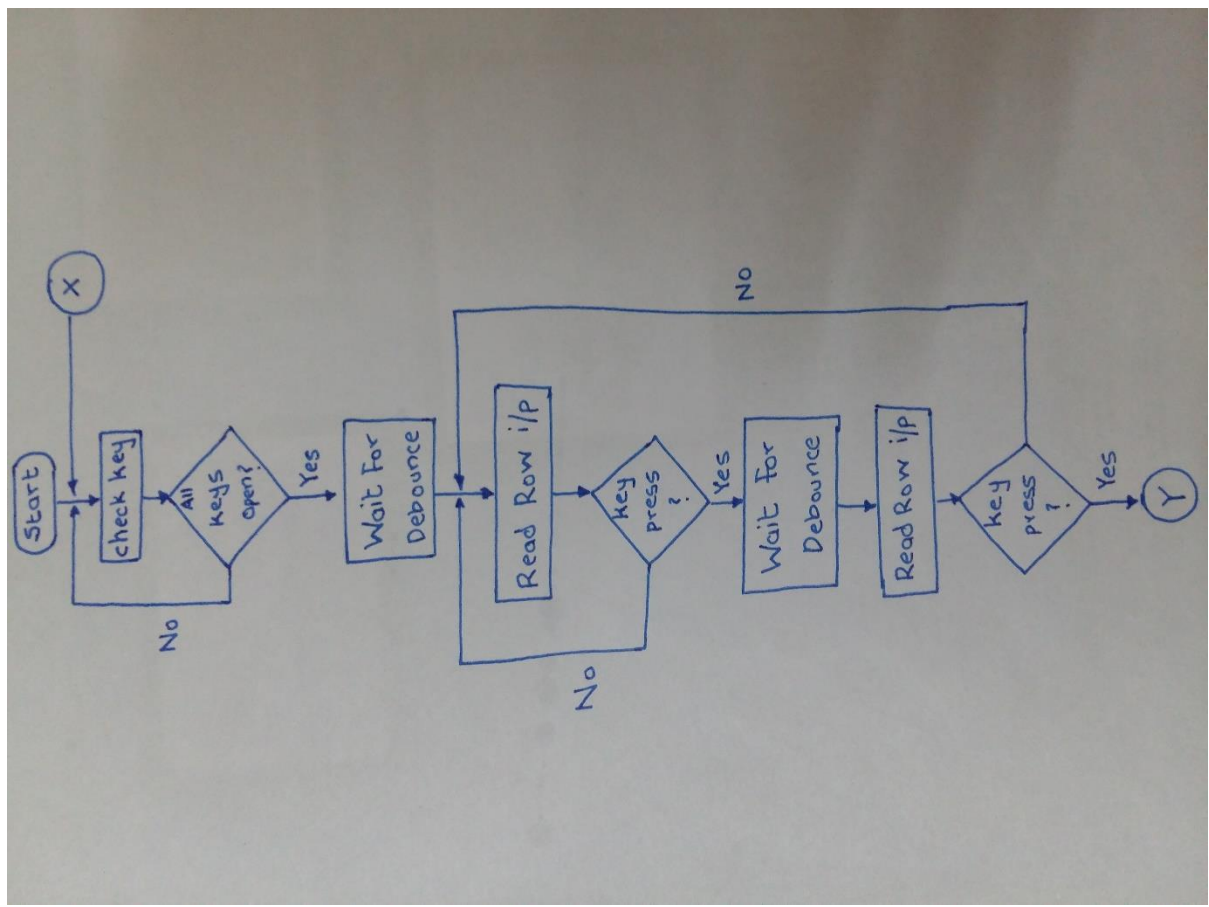 Start
X
check key
All
keys
open?
No
Yes
Wait For
Debounce
Read Row i/p
key
press
?
No
No
Yes
Wait For
Debounce
Read Row i/p
key
press
?
Yes
Y